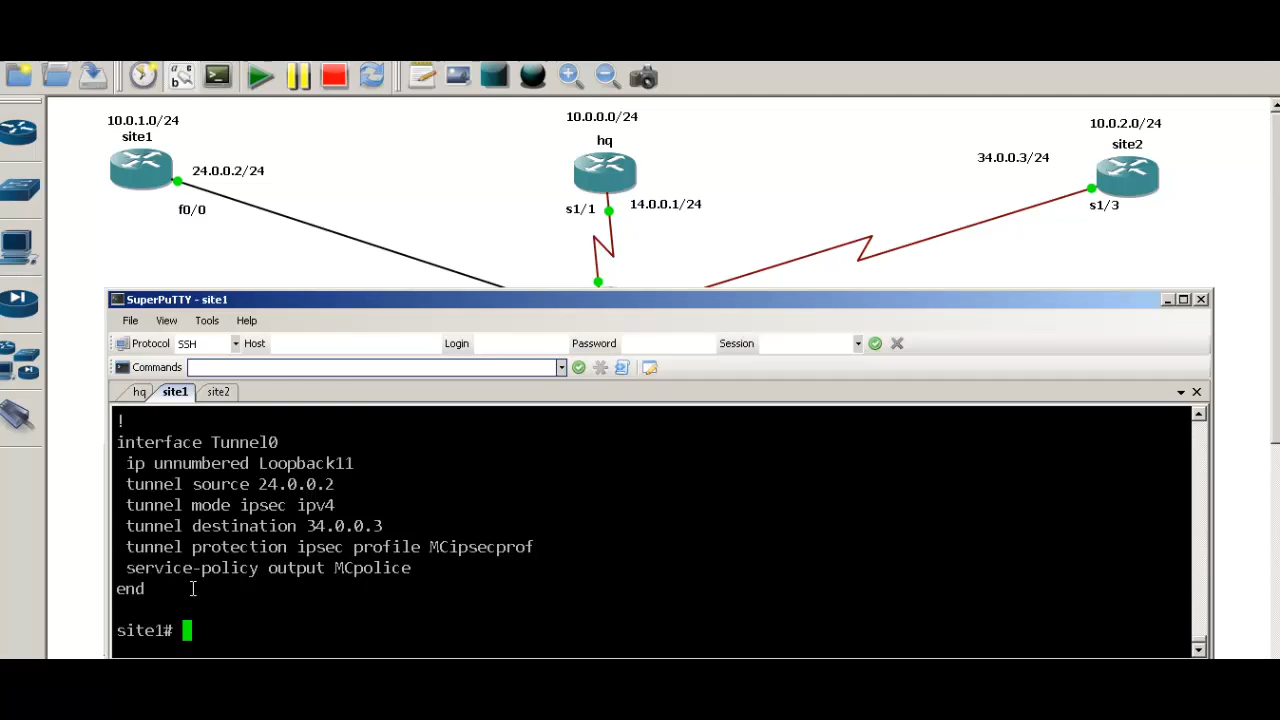 a
b c
10.0.1.0/24
site1
24.0.0.2/24
f0/0
10.0.0.0/24
hq
s1/1
14.0.0.1/24
10.0.2.0/24
site2
34.0.0.3/24
s1/3
SuperPuTTY - site1
File View Tools Help
Protocol SSH Host Login Password Session
Commands
hq site1 site2
!
interface Tunnel0
ip unnumbered Loopback11
tunnel source 24.0.0.2
tunnel mode ipsec ipv4
tunnel destination 34.0.0.3
tunnel protection ipsec profile MCipsecprof
service-policy output MCpolice
end
site1#